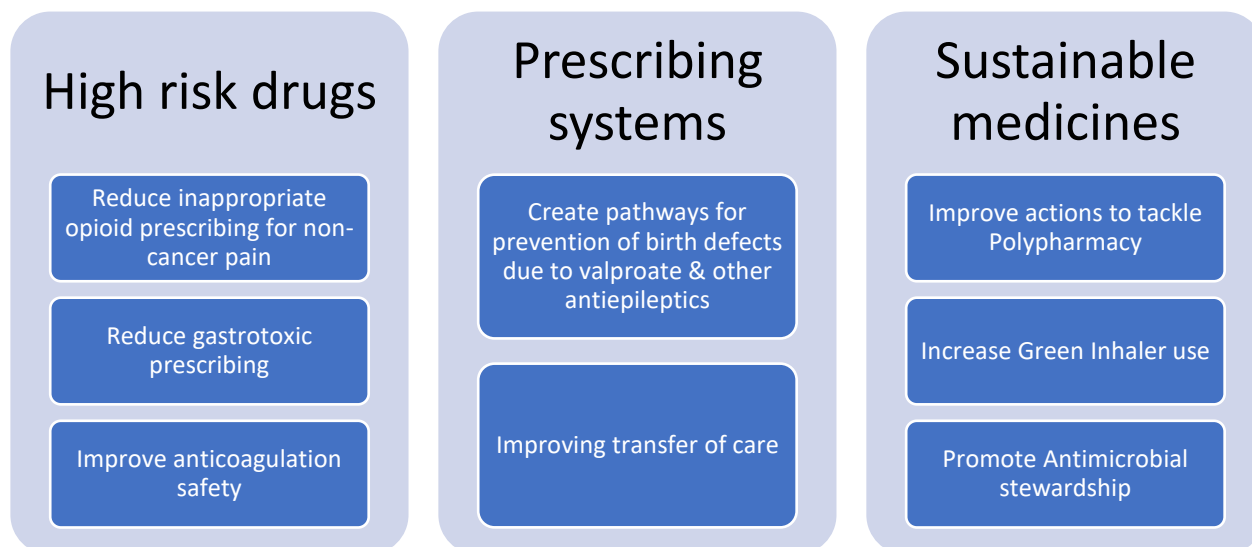 High risk drugs
Reduce inappropriate
opioid prescribing for non-
cancer pain
Reduce gastrotoxic
prescribing
Improve anticoagulation
safety
Prescribing
systems
Create pathways for
prevention of birth defects
due to valproate & other
antiepileptics
Improving transfer of care
Sustainable
medicines
Improve actions to tackle
Polypharmacy
Increase Green Inhaler use
Promote Antimicrobial
stewardship